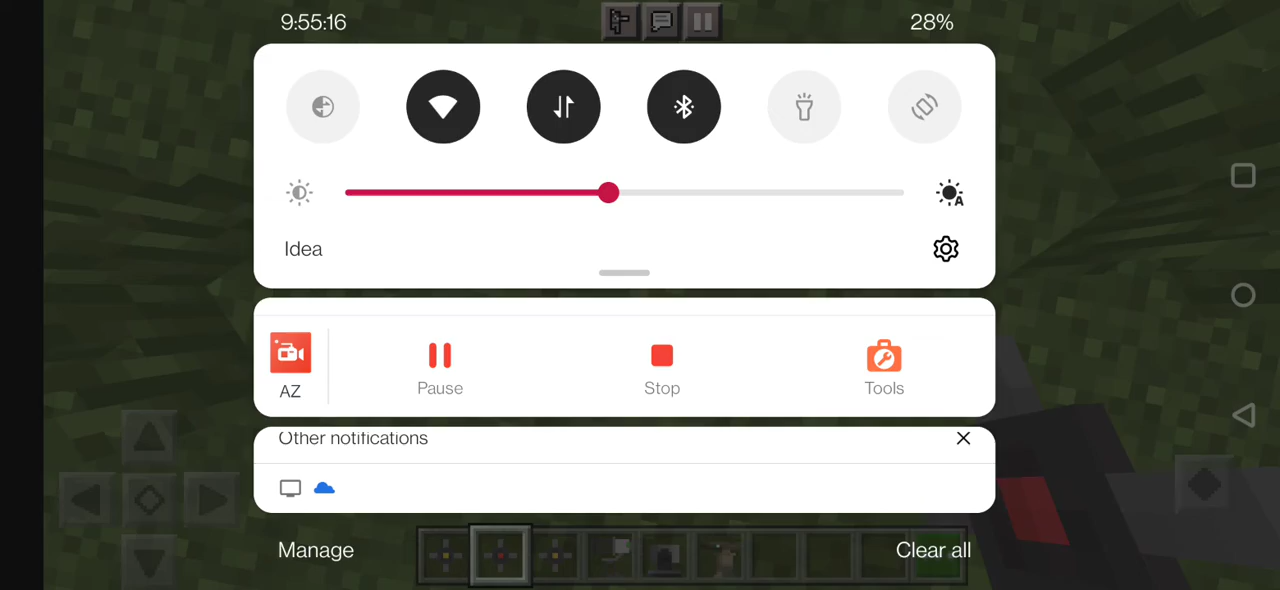 9:55:16
28%
A
Idea
AZ
Pause
Stop
Tools
Other notifications
Manage
Clear all